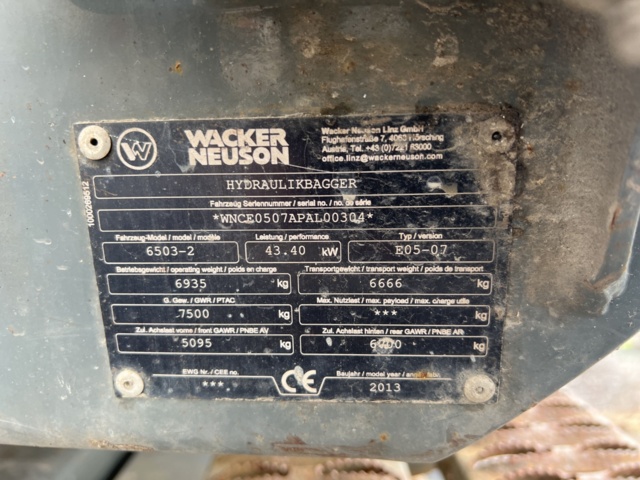 WACKER
NEUSON
Wacker Neuson Linz GmbH
Flughafenstraße 7, 4063 Hörsching
Austria, Tel. +43 (0)7221 63000
office.linz@wackerneuson.com
HYDRAULIKBAGGER
Fahrzeug Seriennummer / serial no. / no. de série
*WNCE0507APAL00304*
Fahrzeug-Model / model / modèle
Leistung / performance
Typ / version
6503-2
43.40 kW
E05-07
Betriebsgewicht / operating weight / poids en charge
Transportgewicht / transport weight / poids de transport
6935 kg
6666 kg
G. Gew. / GWR / PTAC
Max. Nutzlast / max. payload / max. charge utile
7500 kg
*** kg
Zul. Achslast vorne / front GAWR / PNBE AV
Zul. Achslast hinten / rear GAWR / PNBE AR
5095 kg
kg
EWG Nr. / CEE no.
***
CE
Baujahr / model year / année fabric.
2013
1000266612